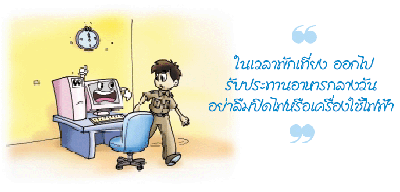 ในเวลาพักเที่ยง ออกไป
รับประทานอาหารกลางวัน
อย่าลืมปิดไฟหรือเครื่องใช้ไฟฟ้า